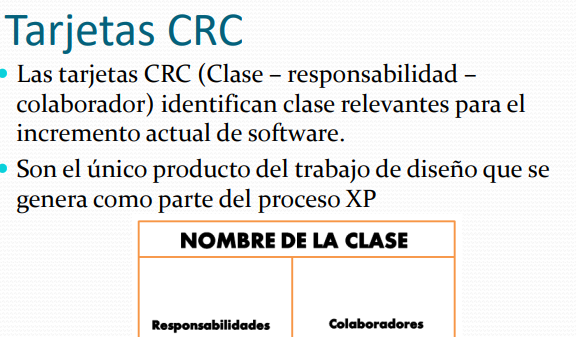 Tarjetas CRC
Las tarjetas CRC (Clase – responsabilidad –
colaborador) identifican clase relevantes para el
incremento actual de software.
Son el único producto del trabajo de diseño que se
genera como parte del proceso XP
NOMBRE DE LA CLASE
Responsabilidades
Colaboradores